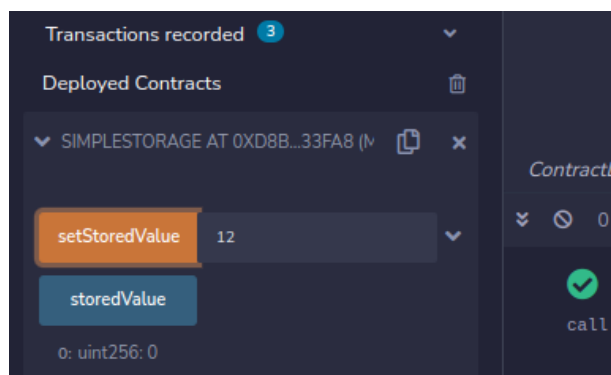 Transactions recorded 3
Deployed Contracts
SIMPLESTORAGE AT 0XD8B...33FA8 (M
Contract
setStoredValue 12
0
storedValue
call
0: uint256: 0